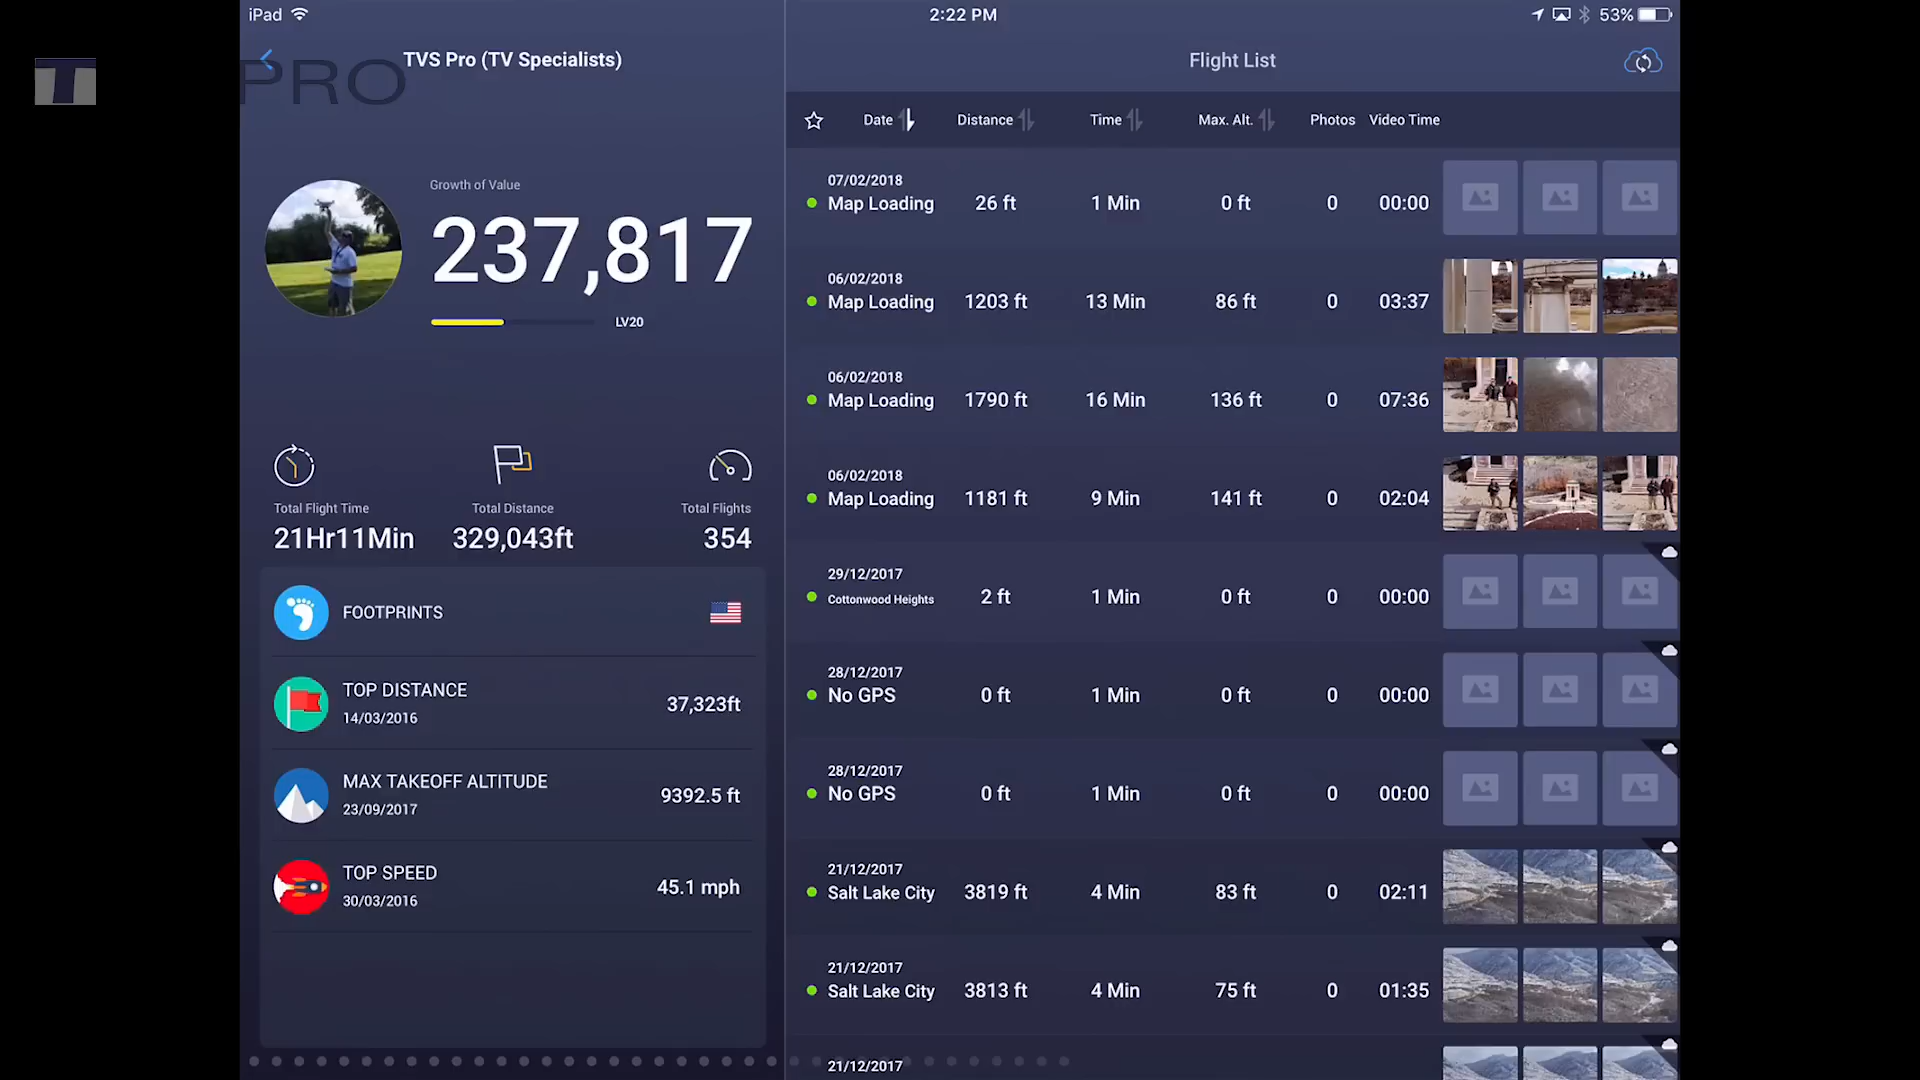 iPad
2:22 PM
53%
T
PRO
TVS Pro (TV Specialists)
Growth of Value
237,817
LV20
Total Flight Time
21Hr11Min
Total Distance
329,043ft
Total Flights
354
FOOTPRINTS
TOP DISTANCE
14/03/2016
37,323ft
MAX TAKEOFF ALTITUDE
23/09/2017
9392.5 ft
TOP SPEED
30/03/2016
45.1 mph
Flight List
Date Distance Time Max. Alt. Photos Video Time
07/02/2018
Map Loading 26 ft 1 Min 0 ft 0 00:00
06/02/2018
Map Loading 1203 ft 13 Min 86 ft 0 03:37
06/02/2018
Map Loading 1790 ft 16 Min 136 ft 0 07:36
06/02/2018
Map Loading 1181 ft 9 Min 141 ft 0 02:04
29/12/2017
Cottonwood Heights 2 ft 1 Min 0 ft 0 00:00
28/12/2017
No GPS 0 ft 1 Min 0 ft 0 00:00
28/12/2017
No GPS 0 ft 1 Min 0 ft 0 00:00
21/12/2017
Salt Lake City 3819 ft 4 Min 83 ft 0 02:11
21/12/2017
Salt Lake City 3813 ft 4 Min 75 ft 0 01:35
21/12/2017